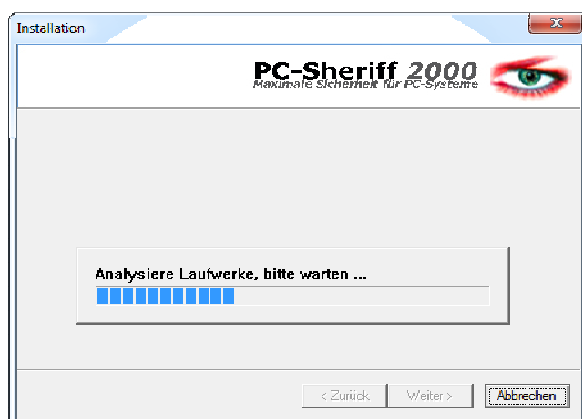 Installation
PC-Sheriff 2000
Maximale Sicherheit für PC-Systeme
Analysiere Laufwerke, bitte warten ...
< Zurück
Weiter >
Abbrechen